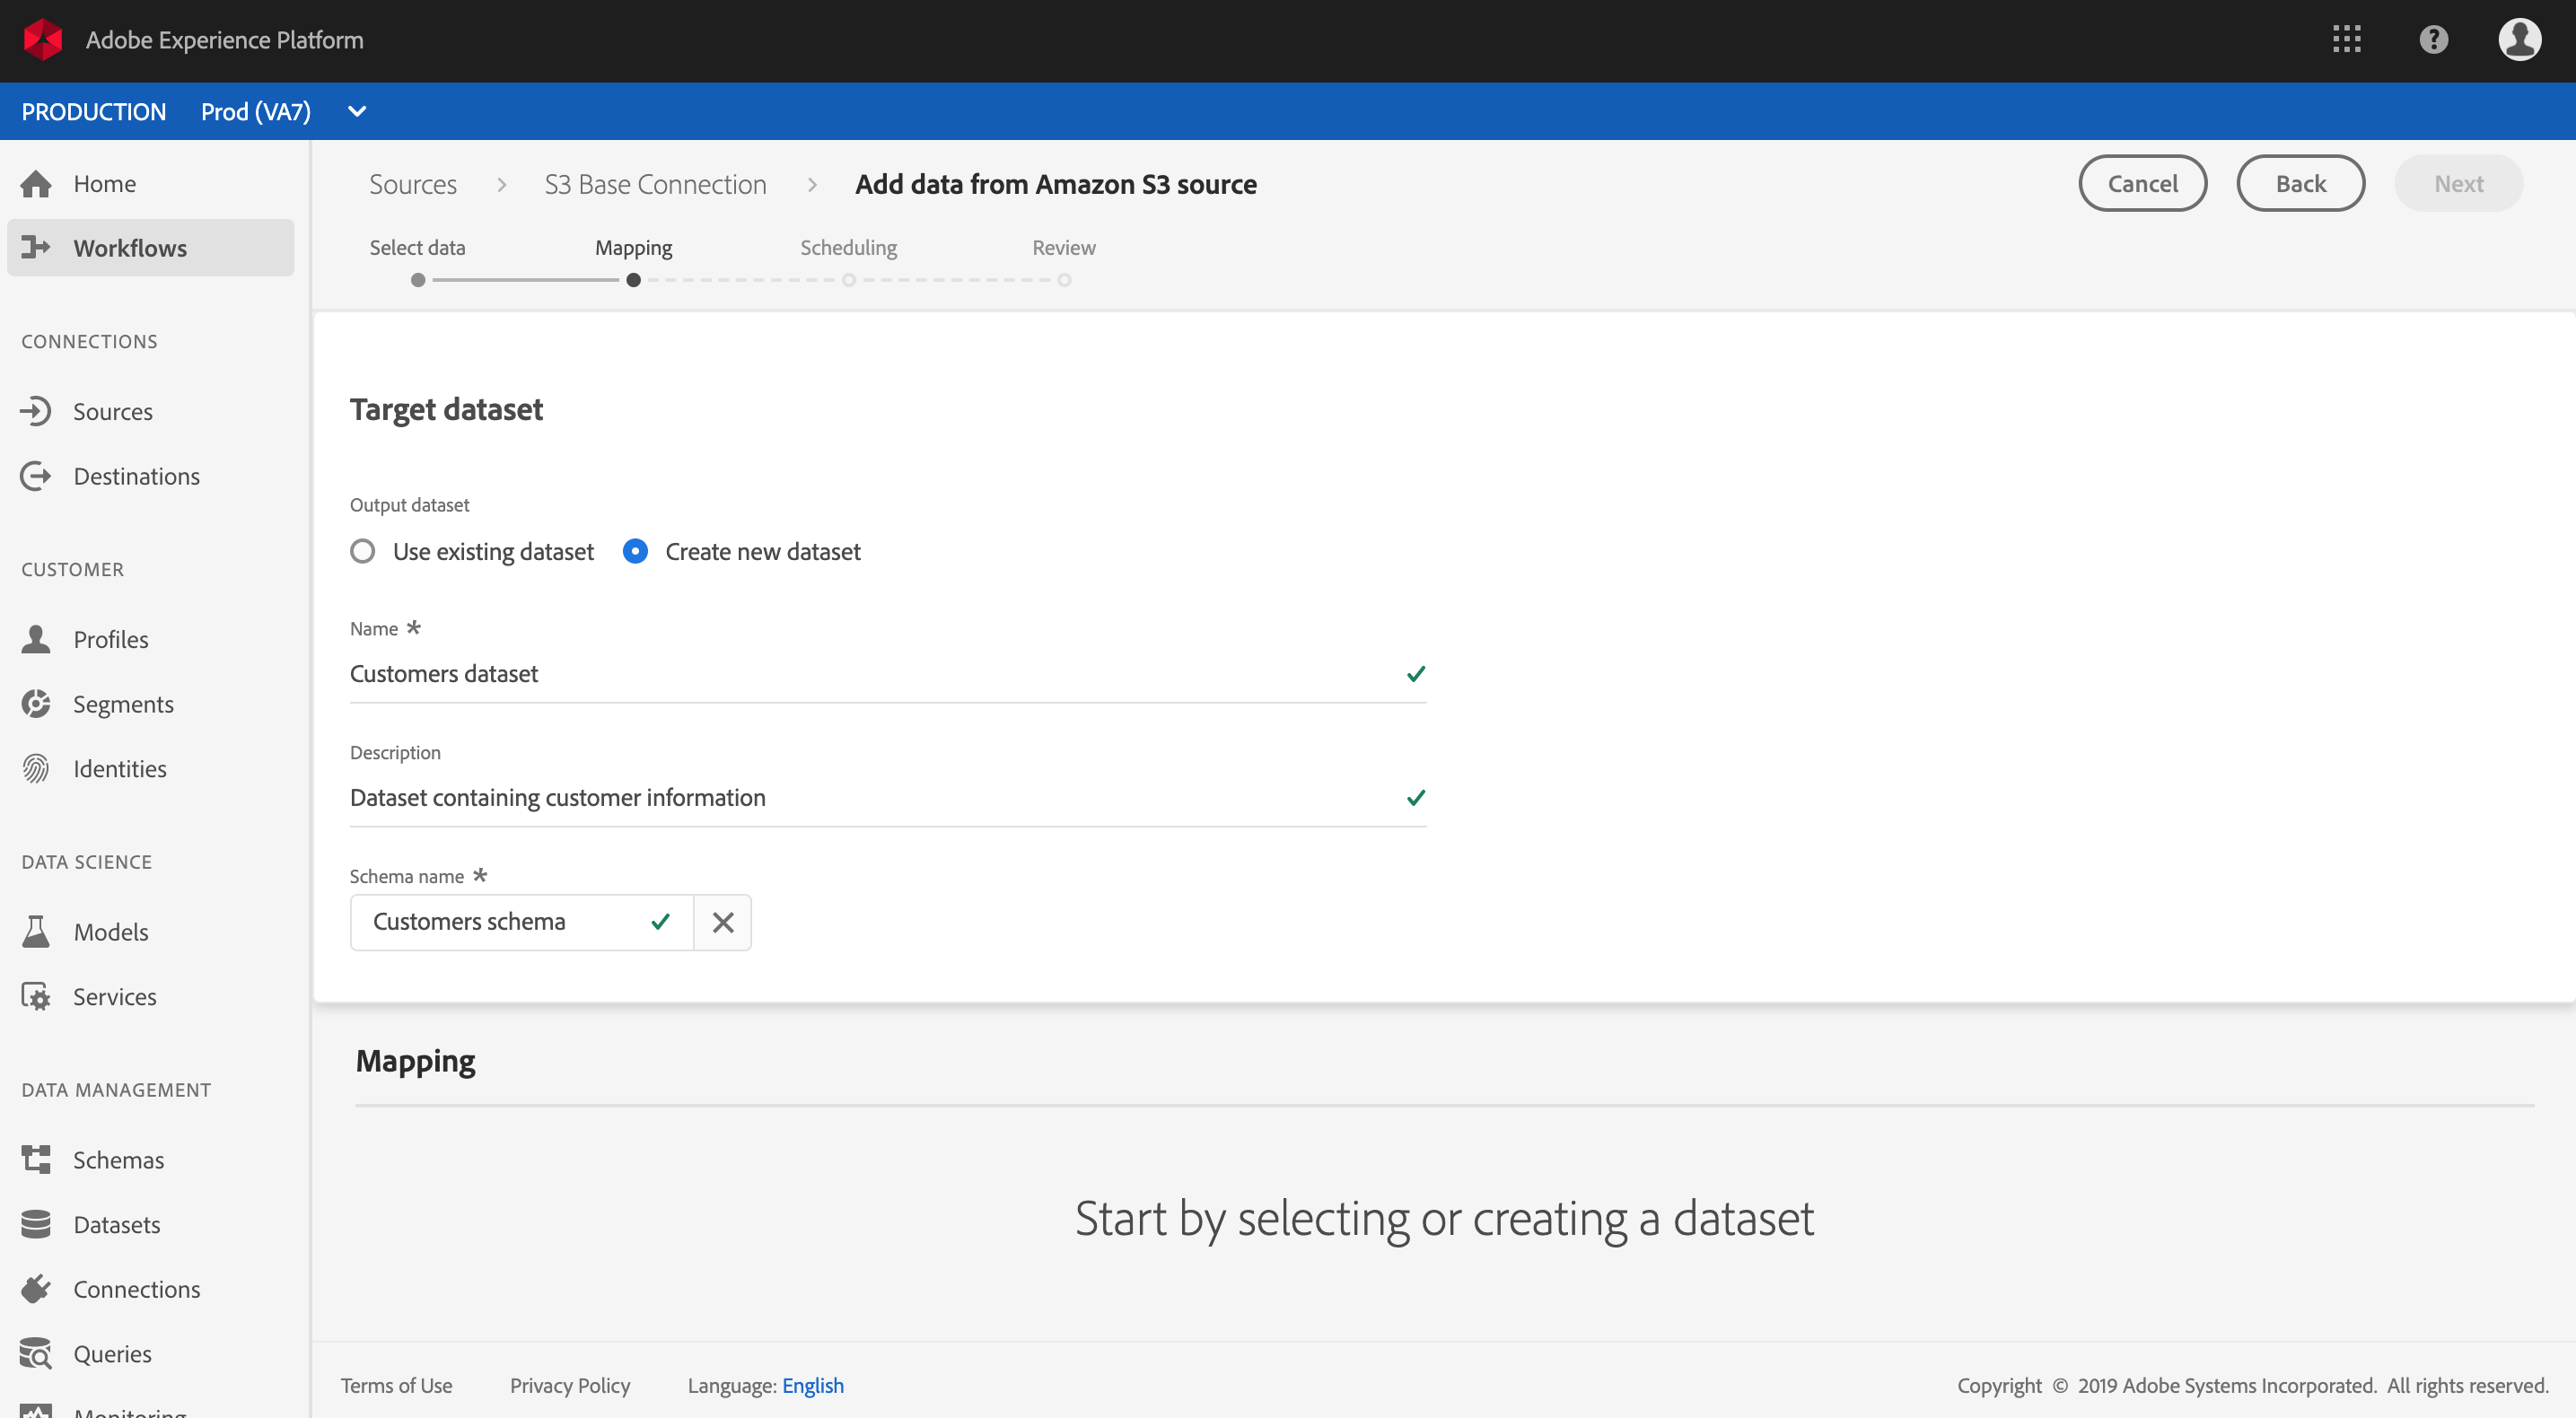 Adobe Experience Platform
PRODUCTION Prod (VA7)
Home
Workflows
CONNECTIONS
Sources
Destinations
CUSTOMER
Profiles
Segments
Identities
DATA SCIENCE
Models
Services
DATA MANAGEMENT
Schemas
Datasets
Connections
Queries
Monitoring
Sources > S3 Base Connection > Add data from Amazon S3 source
Cancel Back Next
Select data Mapping Scheduling Review
Target dataset
Output dataset
Use existing dataset Create new dataset
Name *
Customers dataset
Description
Dataset containing customer information
Schema name *
Customers schema
Mapping
Start by selecting or creating a dataset
Terms of Use Privacy Policy Language: English
Copyright © 2019 Adobe Systems Incorporated. All rights reserved.